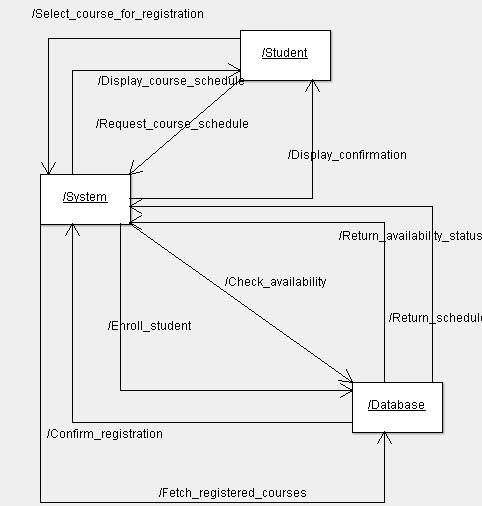 /Select_course_for_registration
/Student
/Display_course_schedule
/Request_course_schedule
/Display_confirmation
/System
/Return_availability_status
/Check_availability
/Return_schedule
/Enroll_student
/Database
/Confirm_registration
/Fetch_registered_courses